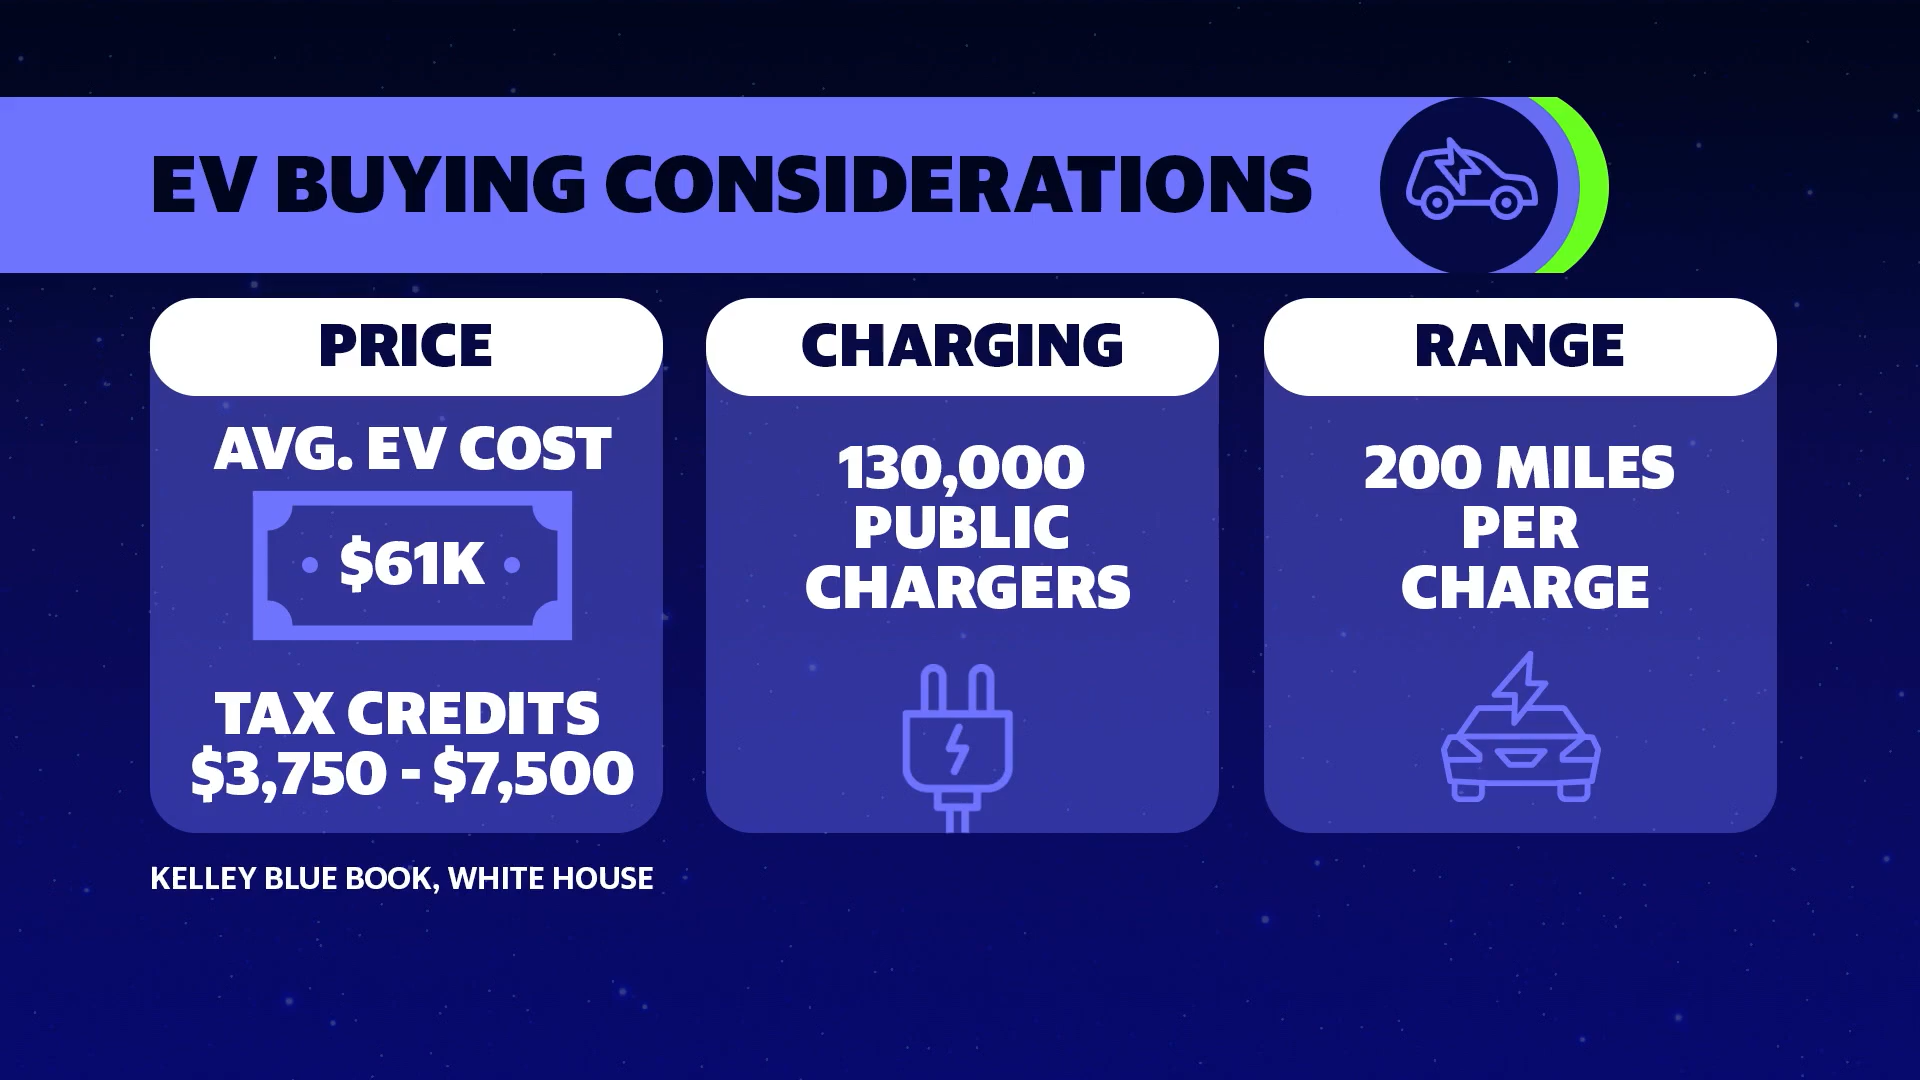 EV BUYING CONSIDERATIONS
PRICE
AVG. EV COST
$61K
TAX CREDITS
$3,750 - $7,500
CHARGING
130,000
PUBLIC
CHARGERS
RANGE
200 MILES
PER
CHARGE
KELLEY BLUE BOOK, WHITE HOUSE